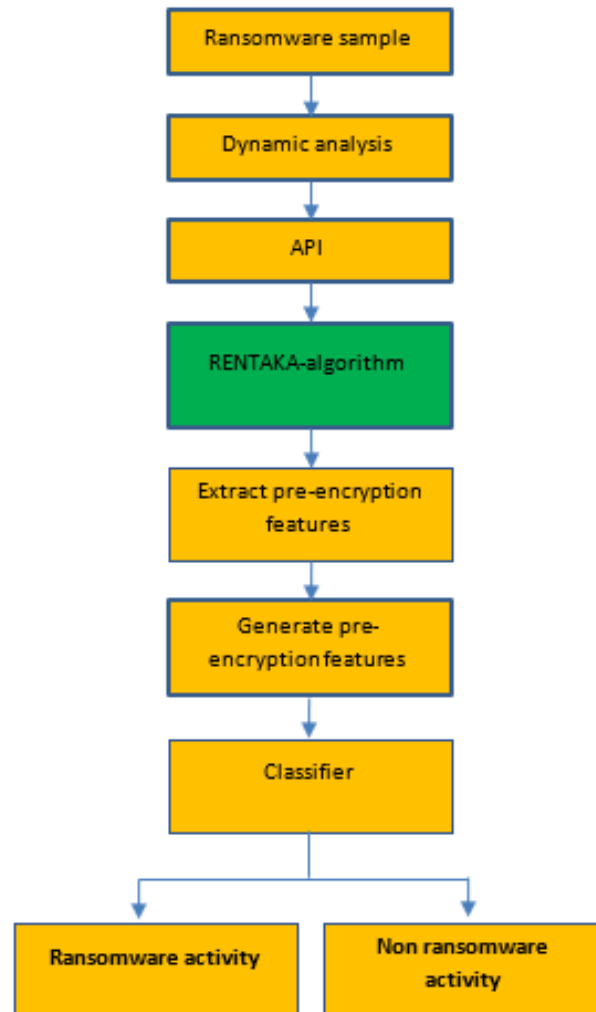 Ransomware sample
Dynamic analysis
API
RENTAKA-algorithm
Extract pre-encryption
features
Generate pre-
encryption features
Classifier
Ransomware activity
Non ransomware
activity